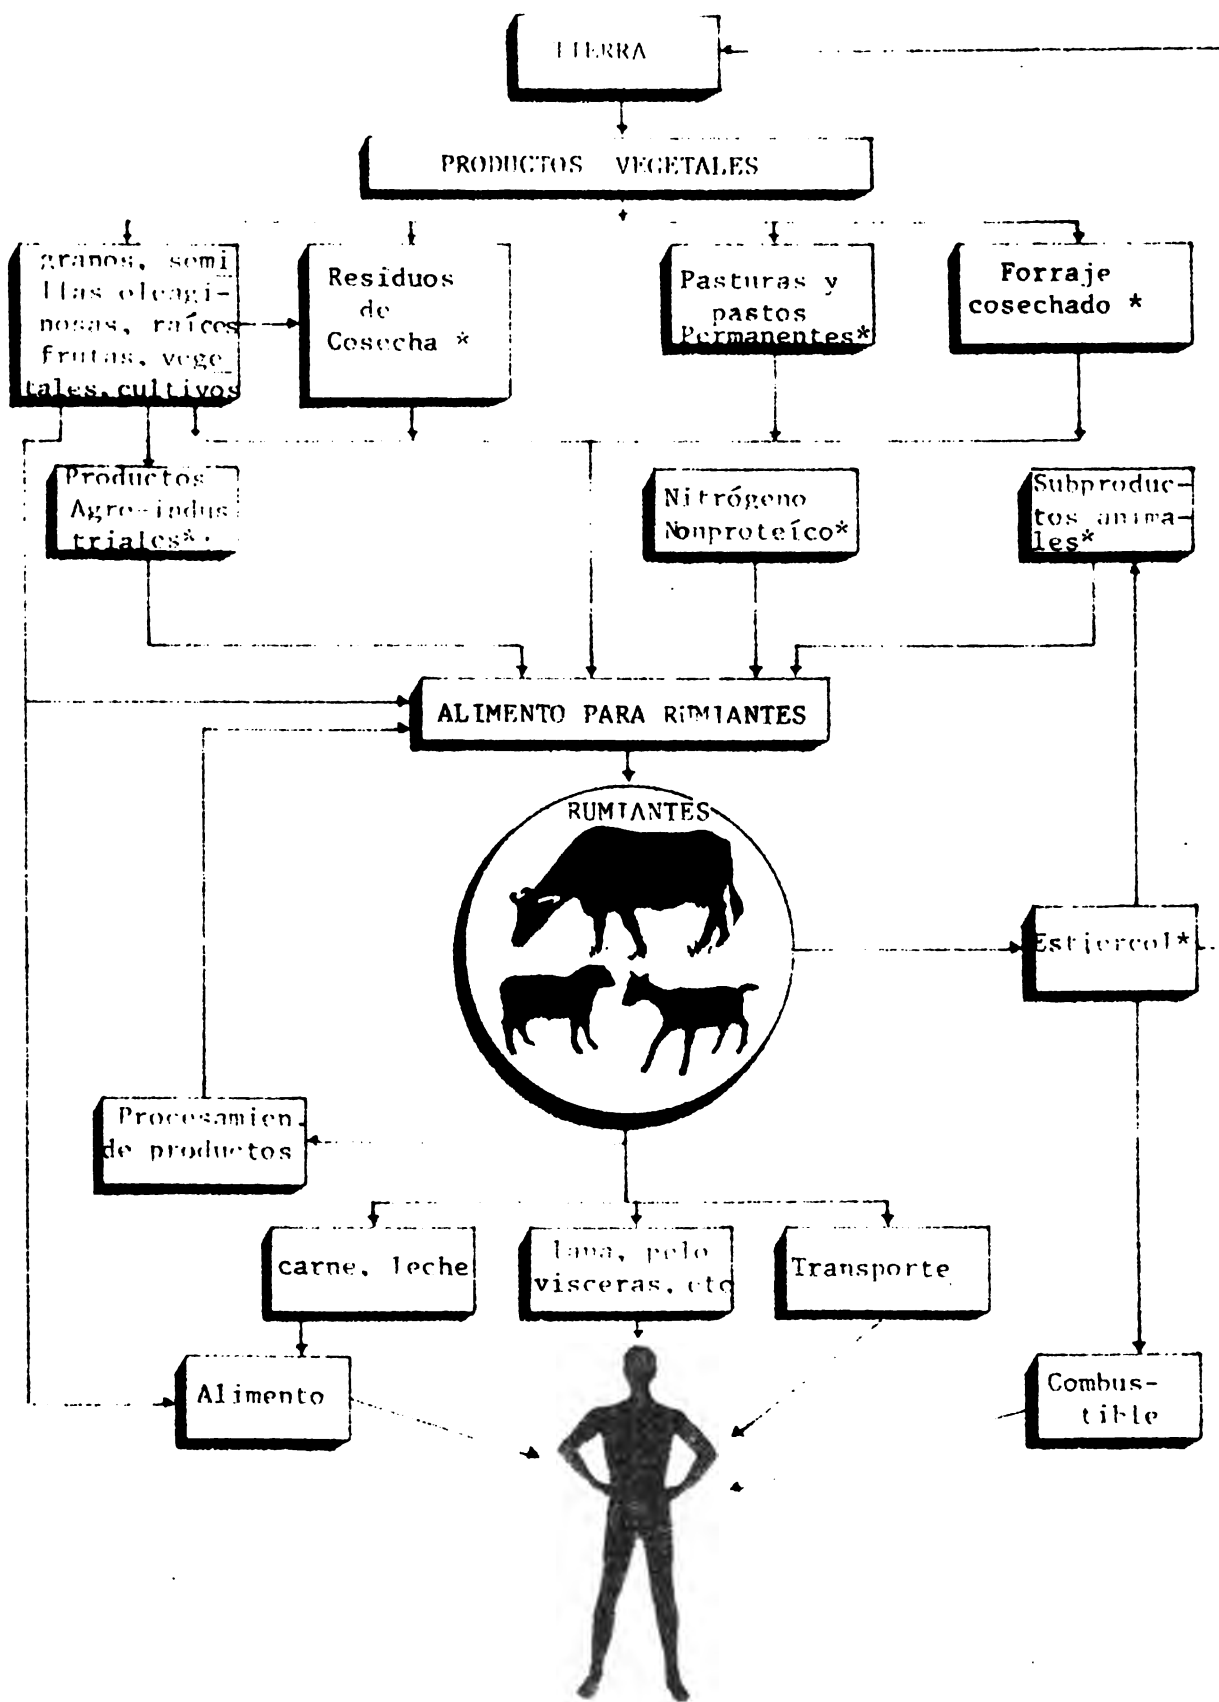 TIERRA
PRODUCTOS VEGETALES
granos, semi
llas oleagi-
nosas, raíces
frutas, vege
tales, cultivos
Resíduos
de
Cosecha *
Pasturas y
pastos
Permanentes*
Forraje
cosechado *
Productos
Agro-indus
triales*
Nitrógeno
Nonproteíco*
Subproduc-
tos anima-
les*
ALIMENTO PARA RUMIANTES
RUMIANTES
Estiercol*
Procesamien
de productos
carne, leche
lana, pelo
visceras, etc
Transporte
Alimento
Combus-
tible